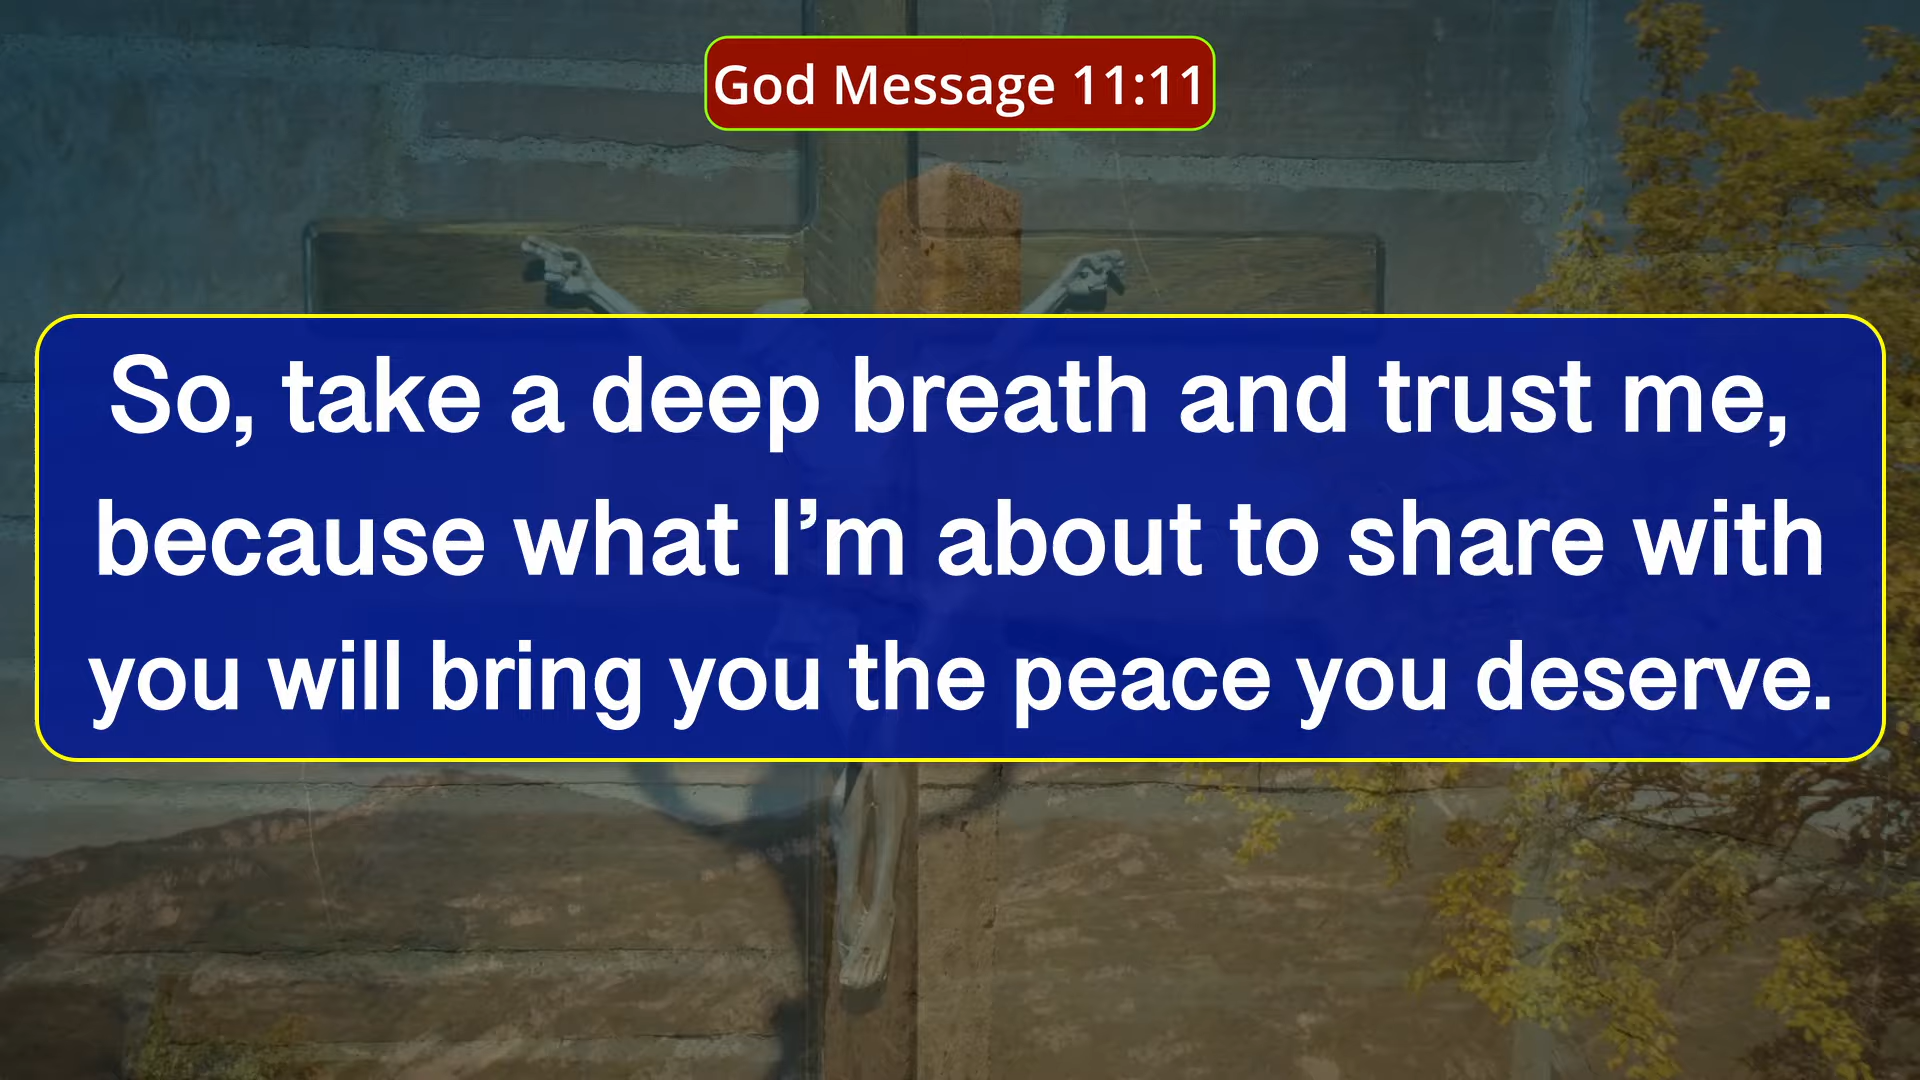 God Message 11:11
So, take a deep breath and trust me,
because what I’m about to share with
you will bring you the peace you deserve.